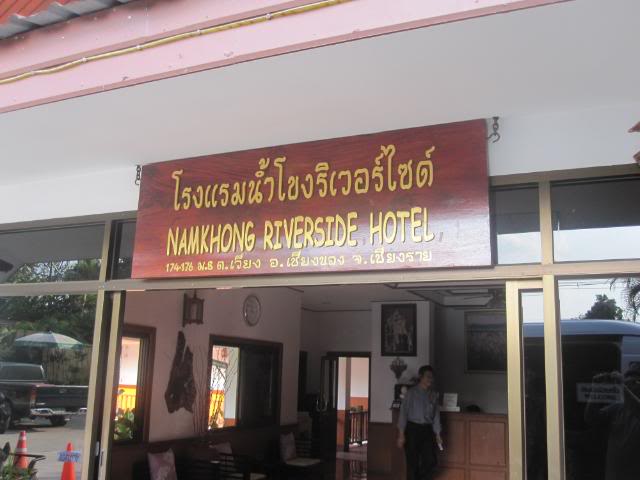 โรงแรมน้ำโขงริเวอร์ไซด์
NAMKHONG RIVERSIDE HOTEL,
174-176 ม.8 ต.เวียง อ.เชียงของ จ.เชียงราย
WELCOME